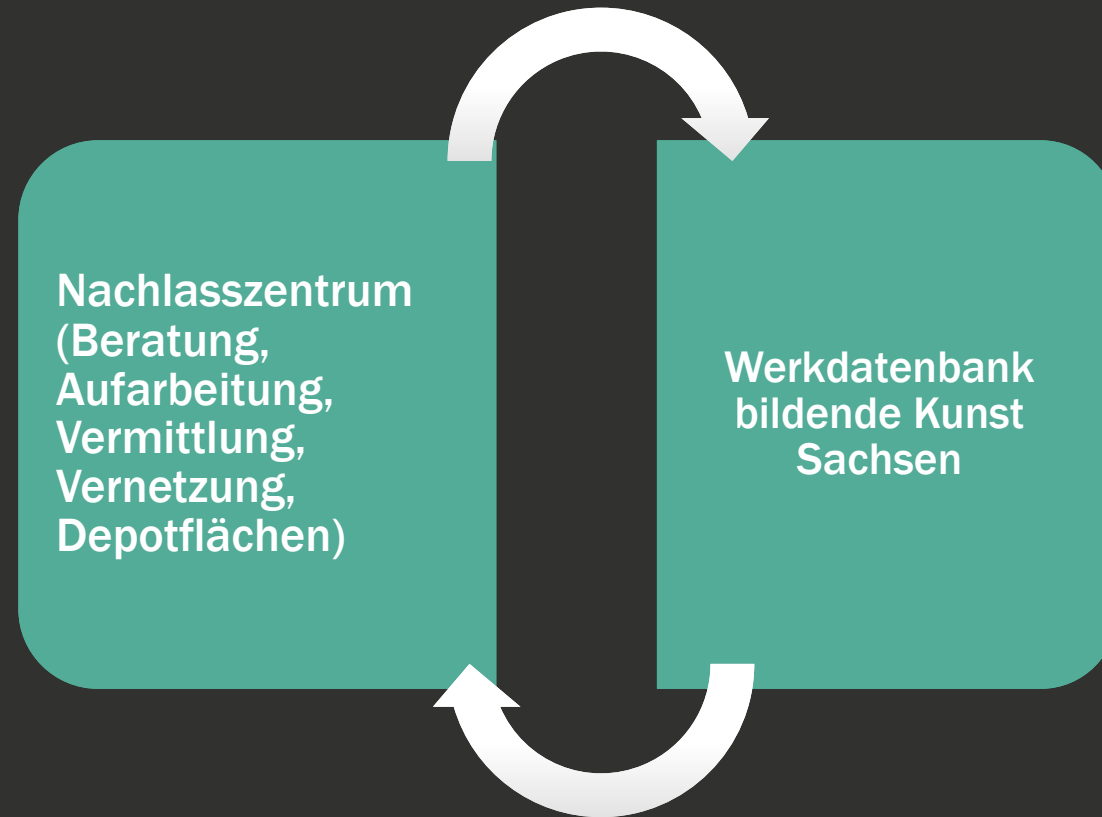 Nachlasszentrum
(Beratung,
Aufarbeitung,
Vermittlung,
Vernetzung,
Depotflächen)
Werkdatenbank
bildende Kunst
Sachsen